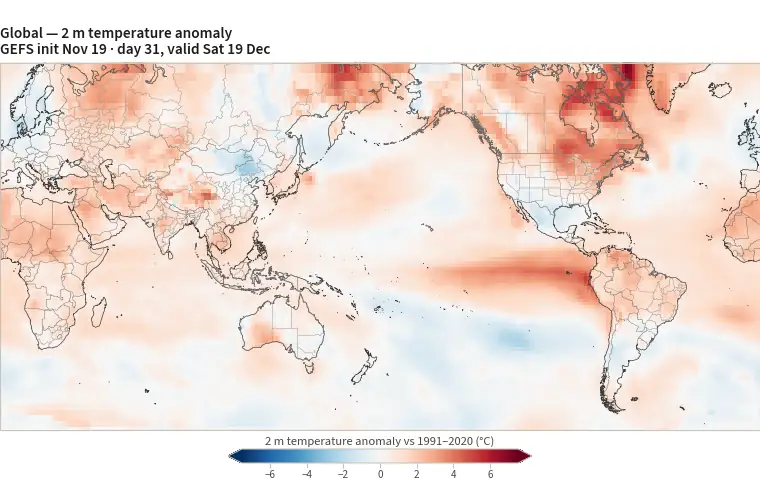 Global — 2 m temperature anomaly
GEFS init Nov 19 · day 31, valid Sat 19 Dec
2 m temperature anomaly vs 1991–2020 (°C)
−6 −4 −2 0 2 4 6